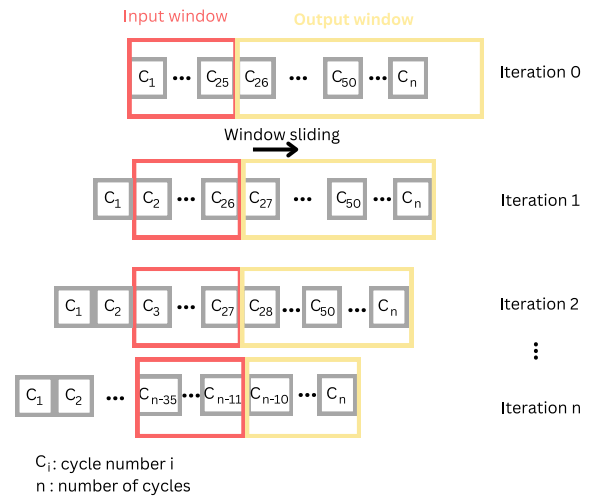 Input window Output window
C1 ... C25 C26 ... C50 ... Cn Iteration 0
Window sliding
C1 C2 ... C26 C27 ... C50 ... Cn Iteration 1
C1 C2 C3 ... C27 C28 ... C50 ... Cn Iteration 2
C1 C2 ... Cn-35 ... Cn-11 Cn-10 ... Cn Iteration n
Ci: cycle number i
n : number of cycles